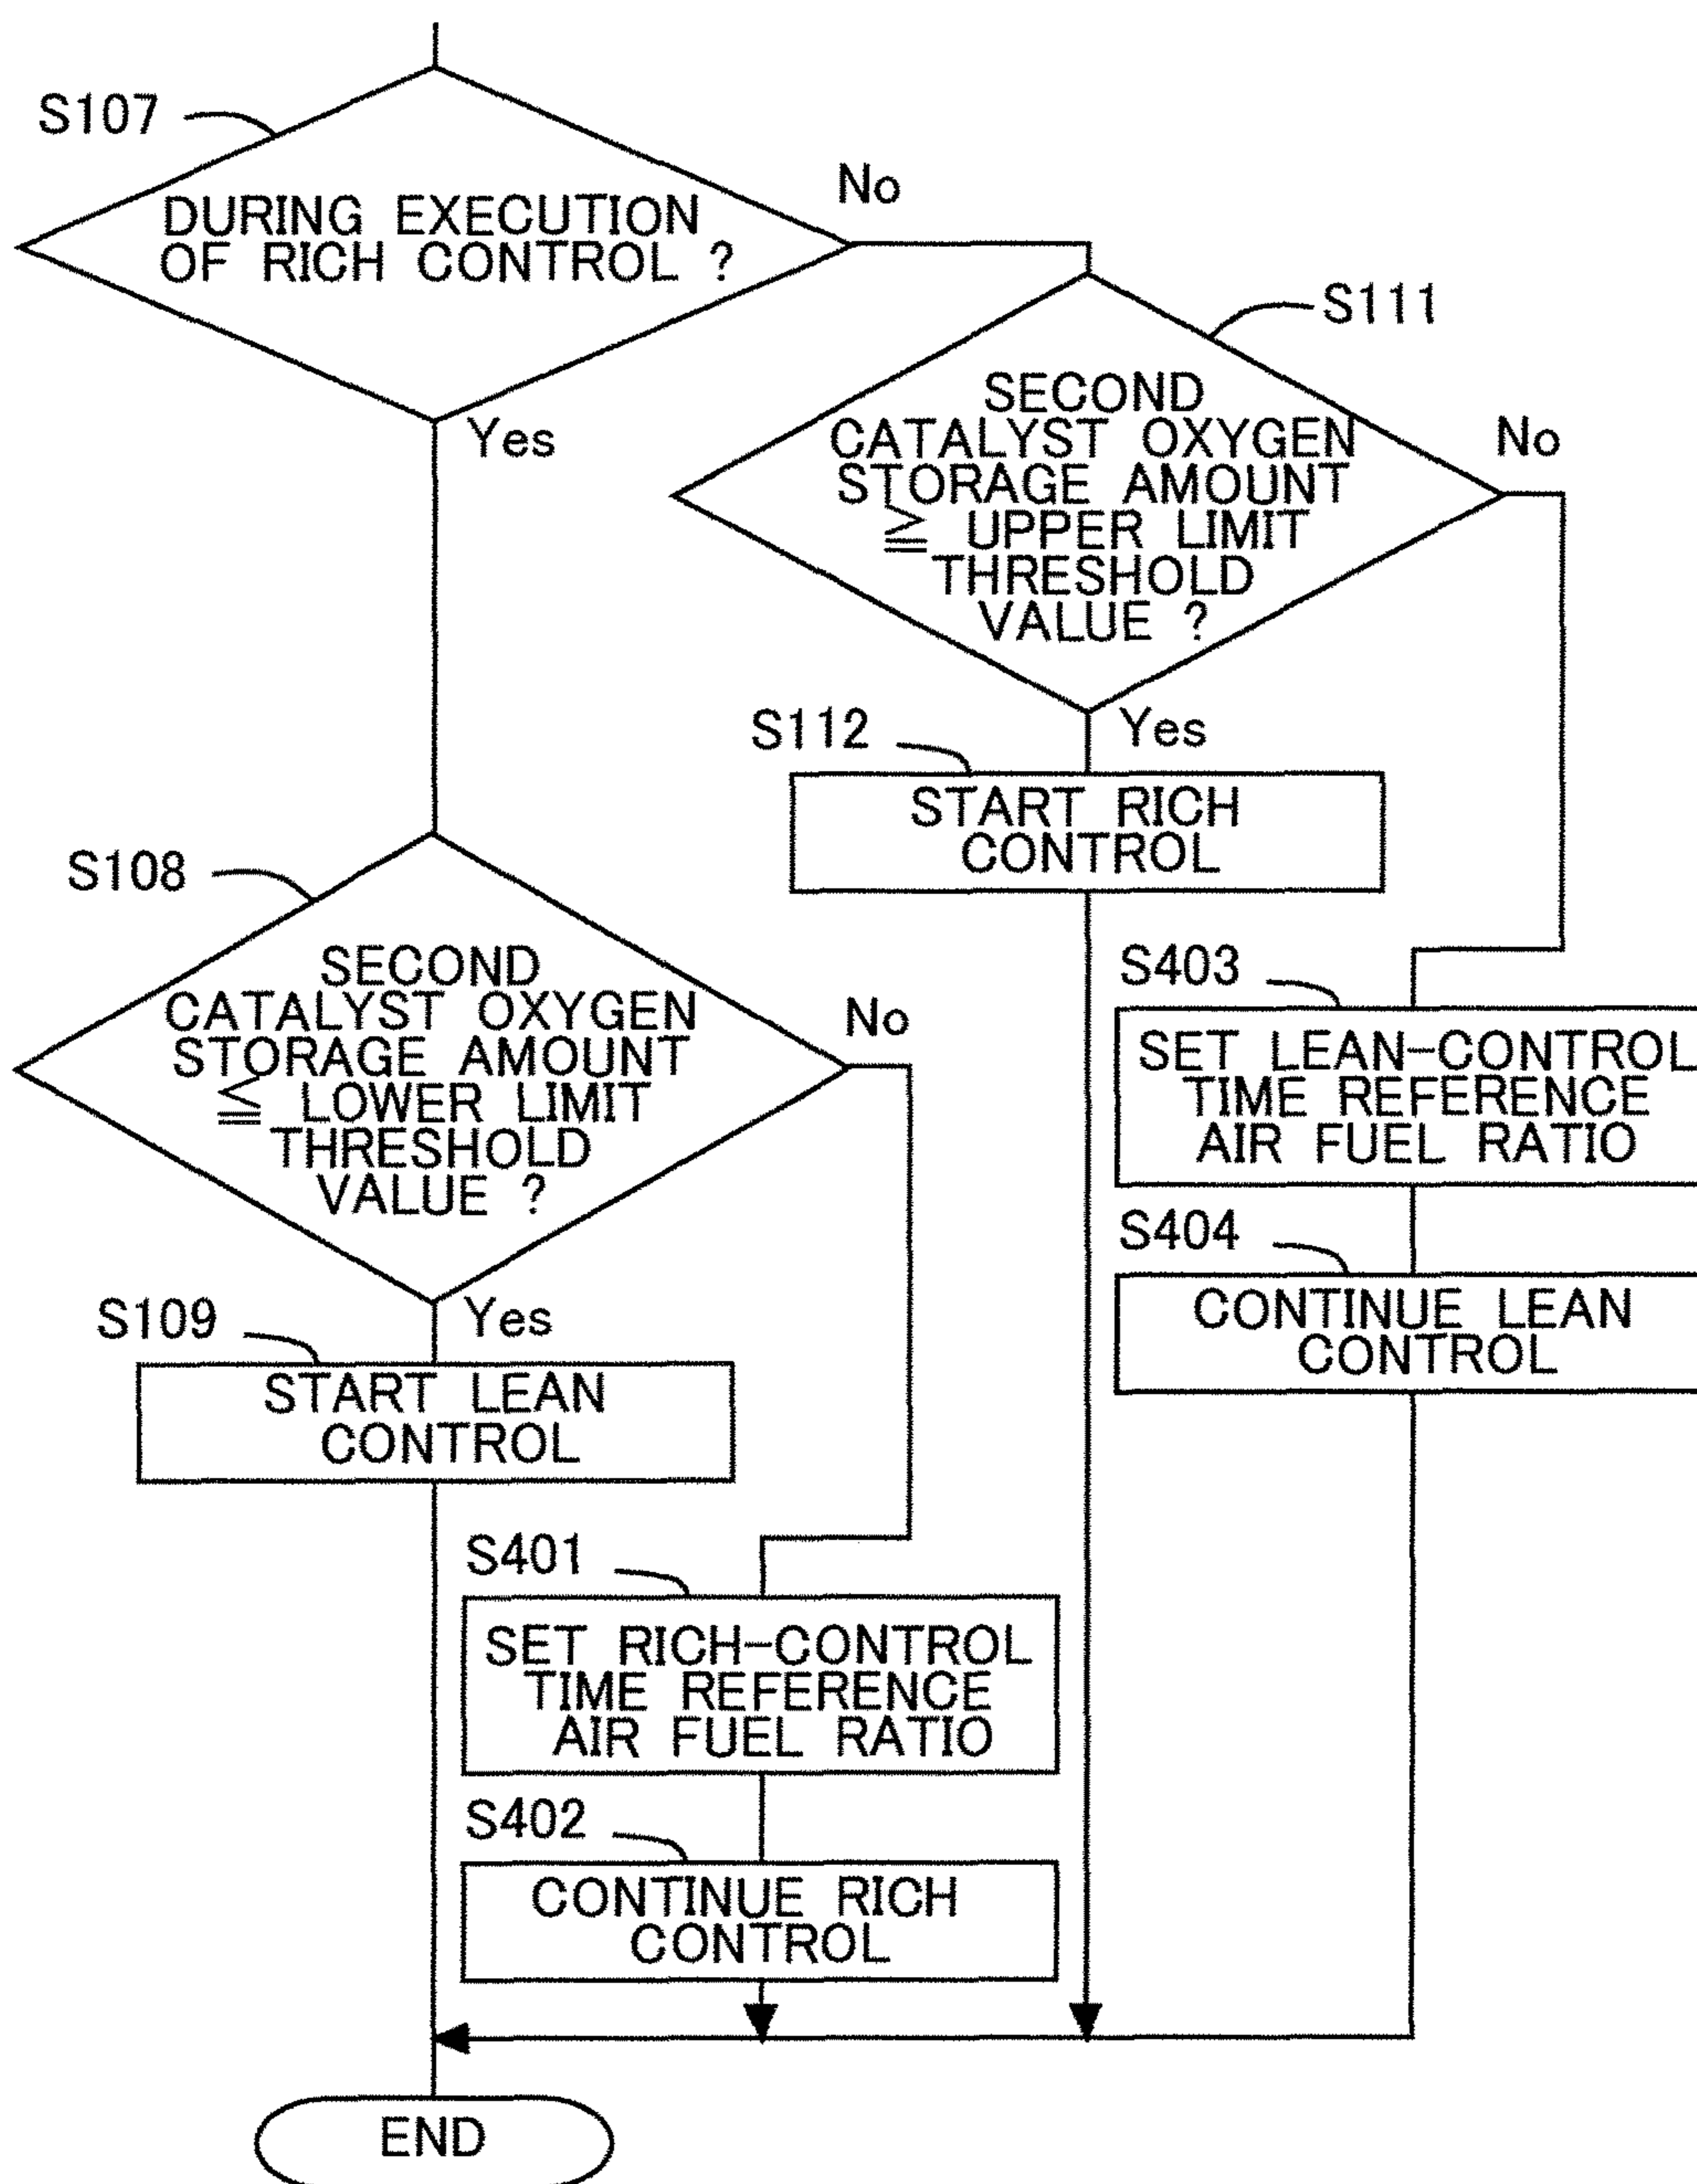 S107
DURING EXECUTION
OF RICH CONTROL ?
No
Yes
S111
SECOND
CATALYST OXYGEN
STORAGE AMOUNT
≧ UPPER LIMIT
THRESHOLD
VALUE ?
No
Yes
S112
START RICH
CONTROL
S108
SECOND
CATALYST OXYGEN
STORAGE AMOUNT
≦ LOWER LIMIT
THRESHOLD
VALUE ?
No
Yes
S403
SET LEAN-CONTROL
TIME REFERENCE
AIR FUEL RATIO
S404
CONTINUE LEAN
CONTROL
S109
START LEAN
CONTROL
S401
SET RICH-CONTROL
TIME REFERENCE
AIR FUEL RATIO
S402
CONTINUE RICH
CONTROL
END